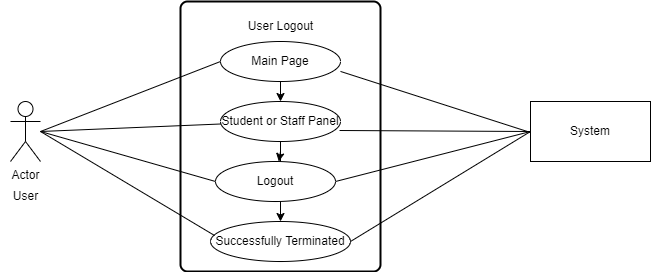 User Logout
Main Page
Student or Staff Panel
System
Actor
User
Logout
Successfully Terminated